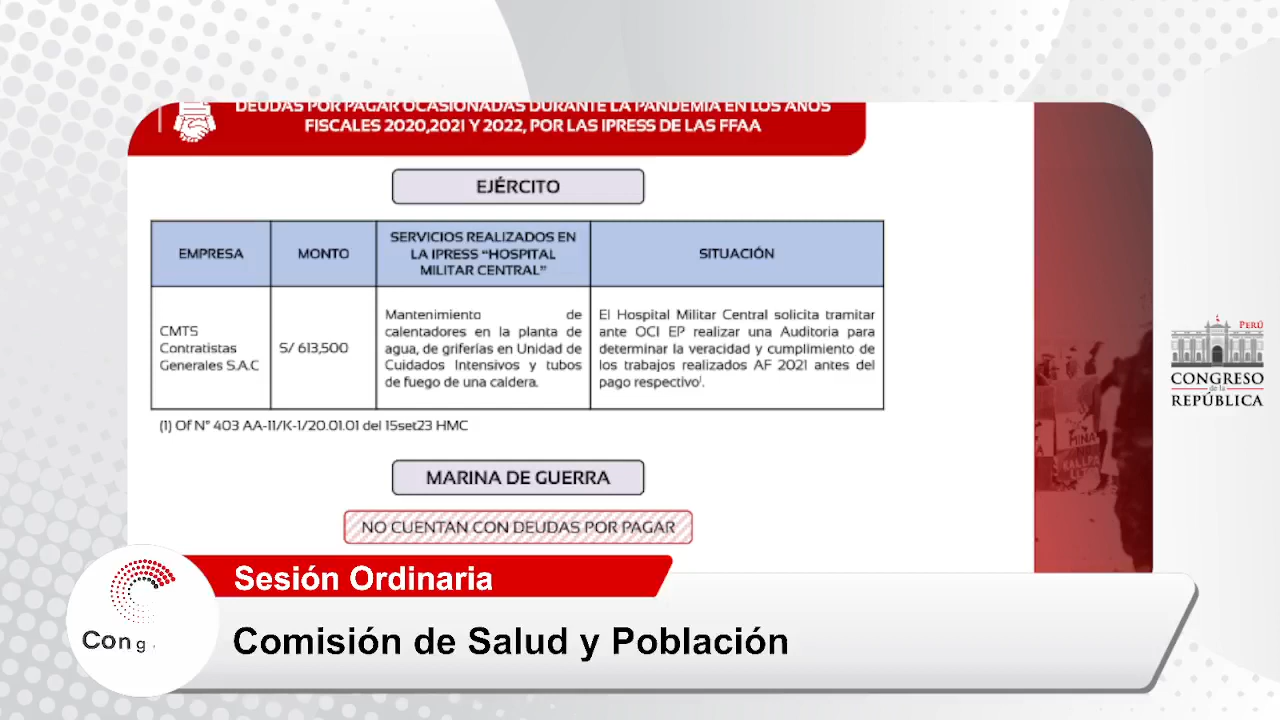 DEUDAS POR PAGAR OCASIONADAS DURANTE LA PANDEMIA EN LOS AÑOS
FISCALES 2020,2021 Y 2022, POR LAS IPRESS DE LAS FFAA
EJÉRCITO
EMPRESA
MONTO
SERVICIOS REALIZADOS EN
LA IPRESS “HOSPITAL
MILITAR CENTRAL”
SITUACIÓN
CMTS
Contratistas
Generales S.A.C
S/ 613,500
Mantenimiento de
calentadores en la planta de
agua, de griferías en Unidad de
Cuidados Intensivos y tubos
de fuego de una caldera.
El Hospital Militar Central solicita tramitar
ante OCI EP realizar una Auditoria para
determinar la veracidad y cumplimiento de
los trabajos realizados AF 2021 antes del
pago respectivo¹.
(1) Of N° 403 AA-11/K-1/20.01.01 del 15set23 HMC
MARINA DE GUERRA
NO CUENTAN CON DEUDAS POR PAGAR
MINA
KALLPA
PERÚ
CONGRESO
de la
REPÚBLICA
Cong
Sesión Ordinaria
Comisión de Salud y Población